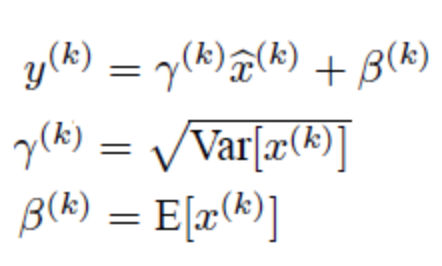 y^(k) = γ^(k) x̂^(k) + β^(k)
γ^(k) = √Var[x^(k)]
β^(k) = E[x^(k)]